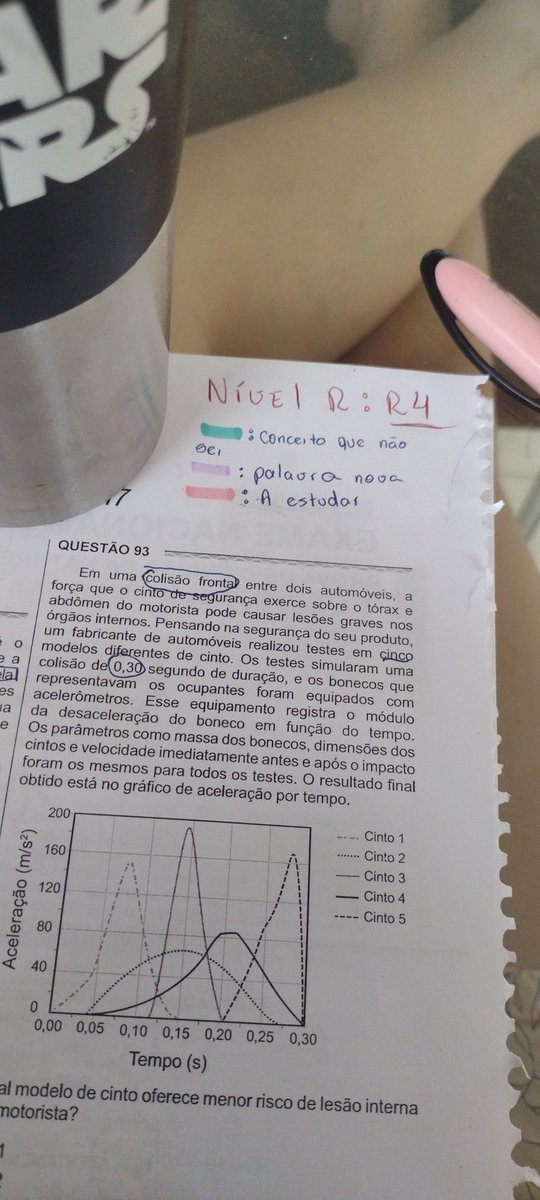 WARS
NÍVEL R: R4
: Conceito que não
sei
: palavra nova
: A estudar
17
QUESTÃO 93
Em uma colisão frontal entre dois automóveis, a
força que o cinto de segurança exerce sobre o tórax e
abdômen do motorista pode causar lesões graves nos
órgãos internos. Pensando na segurança do seu produto,
um fabricante de automóveis realizou testes em cinco
modelos diferentes de cinto. Os testes simularam uma
colisão de 0,30 segundo de duração, e os bonecos que
representavam os ocupantes foram equipados com
acelerômetros. Esse equipamento registra o módulo
da desaceleração do boneco em função do tempo.
Os parâmetros como massa dos bonecos, dimensões dos
cintos e velocidade imediatamente antes e após o impacto
foram os mesmos para todos os testes. O resultado final
obtido está no gráfico de aceleração por tempo.
Aceleração (m/s²)
200
160
120
80
40
0
0,00 0,05 0,10 0,15 0,20 0,25 0,30
Tempo (s)
Cinto 1
Cinto 2
Cinto 3
Cinto 4
Cinto 5
al modelo de cinto oferece menor risco de lesão interna
motorista?